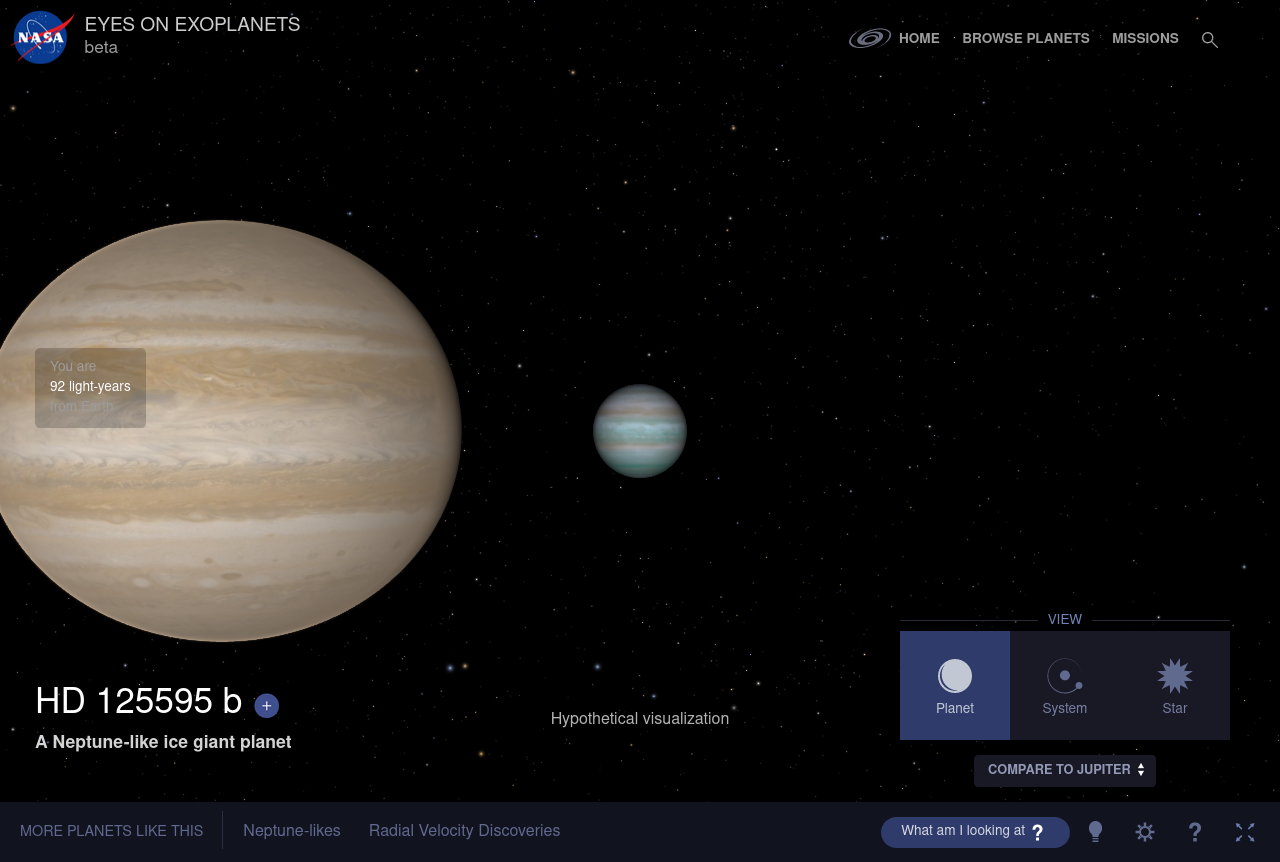 NASA
EYES ON EXOPLANETS
beta
HOME
BROWSE PLANETS
MISSIONS
You are
92 light-years
from Earth
VIEW
Planet
System
Star
HD 125595 b +
A Neptune-like ice giant planet
Hypothetical visualization
COMPARE TO JUPITER
MORE PLANETS LIKE THIS
Neptune-likes
Radial Velocity Discoveries
What am I looking at ?
?